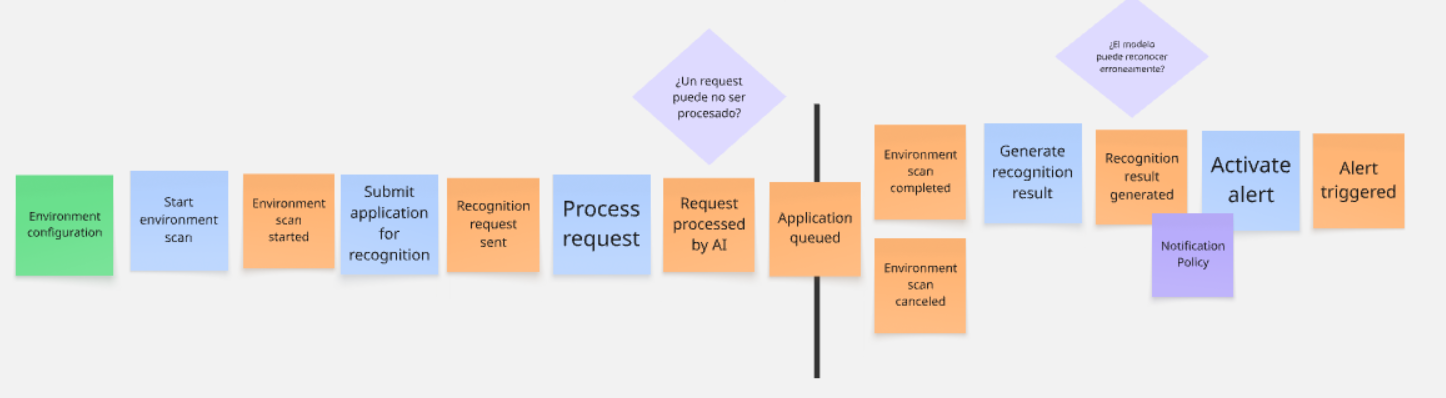 ¿Un request
puede no ser
procesado?
¿El modelo
puede reconocer
erroneamente?
Environment
configuration
Start
environment
scan
Environment
scan
started
Submit
application
for
recognition
Recognition
request
sent
Process
request
Request
processed
by AI
Application
queued
Environment
scan
completed
Environment
scan
canceled
Generate
recognition
result
Recognition
result
generated
Notification
Policy
Activate
alert
Alert
triggered